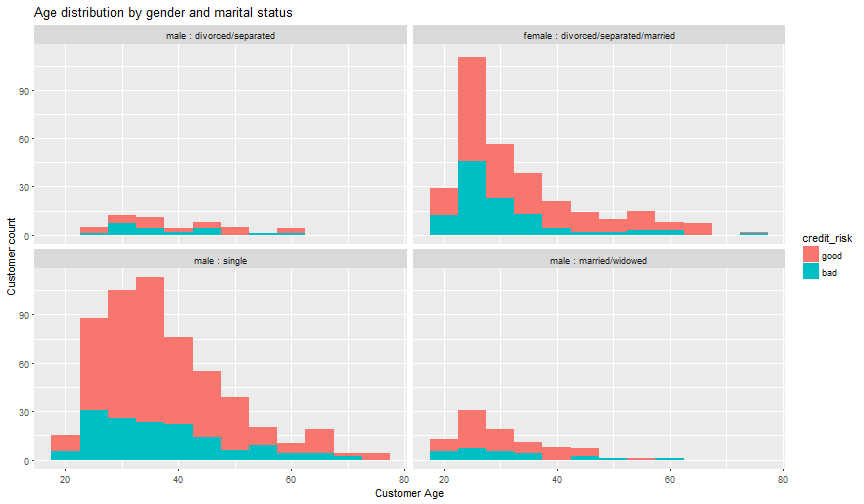 Age distribution by gender and marital status
male : divorced/separated
female : divorced/separated/married
90
60
30
0
male : single
male : married/widowed
90
60
30
0
20
40
60
80
20
40
60
80
Customer Age
Customer count
credit_risk
good
bad